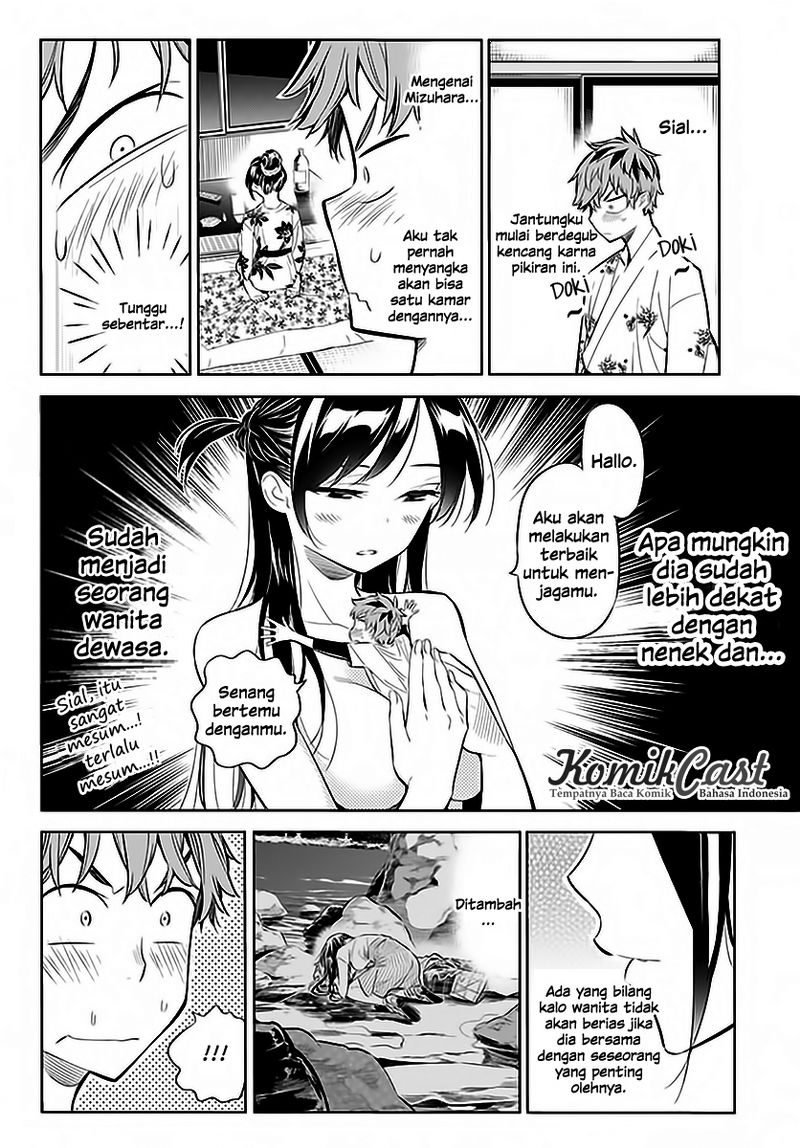 Sial...
Jantungku
mulai berdegub
kencang karna
pikiran ini.
DOKI
DOKI
Mengenai
Mizuhara...
Aku tak
pernah
menyangka
akan bisa
satu kamar
dengannya...
Tunggu
sebentar...!
Hallo.
Aku akan
melakukan
terbaik
untuk men-
jagamu.
Apa mungkin
dia sudah
lebih dekat
dengan
nenek dan...
Sudah
menjadi
seorang
wanita
dewasa.
Senang
bertemu
denganmu.
Sial, itu
sangat
mesum...!
terlalu
mesum...!!
KomikCast
Tempatnya Baca Komik Bahasa Indonesia
Ada yang bilang
kalo wanita tidak
akan berias jika
dia bersama
dengan seseorang
yang penting
olehnya.
Ditambah
...
!!!